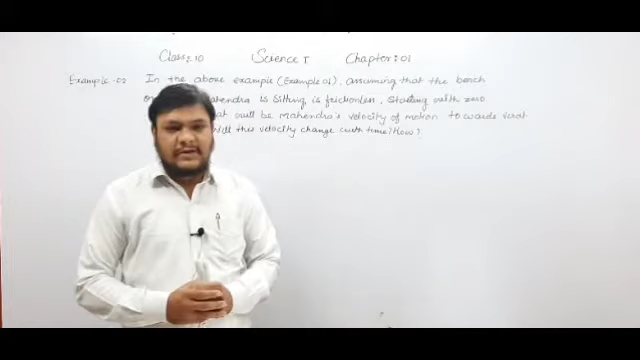 Class: 10 Science I Chapter: 01
Example. 02 In the above example (Example 01), assuming that the bench
on Mahendra is sitting is frictionless, starting with zero
what will be mahendra's velocity of motion towards virat
will this velocity change with time? How?